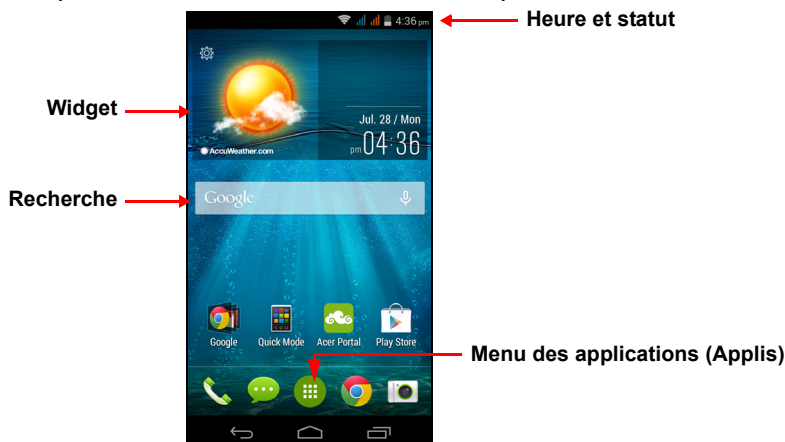 4:36 pm
Heure et statut
Widget
Jul. 28 / Mon
pm 04:36
AccuWeather.com
Recherche
Google
Google
Quick Mode
Acer Portal
Play Store
Menu des applications (Applis)